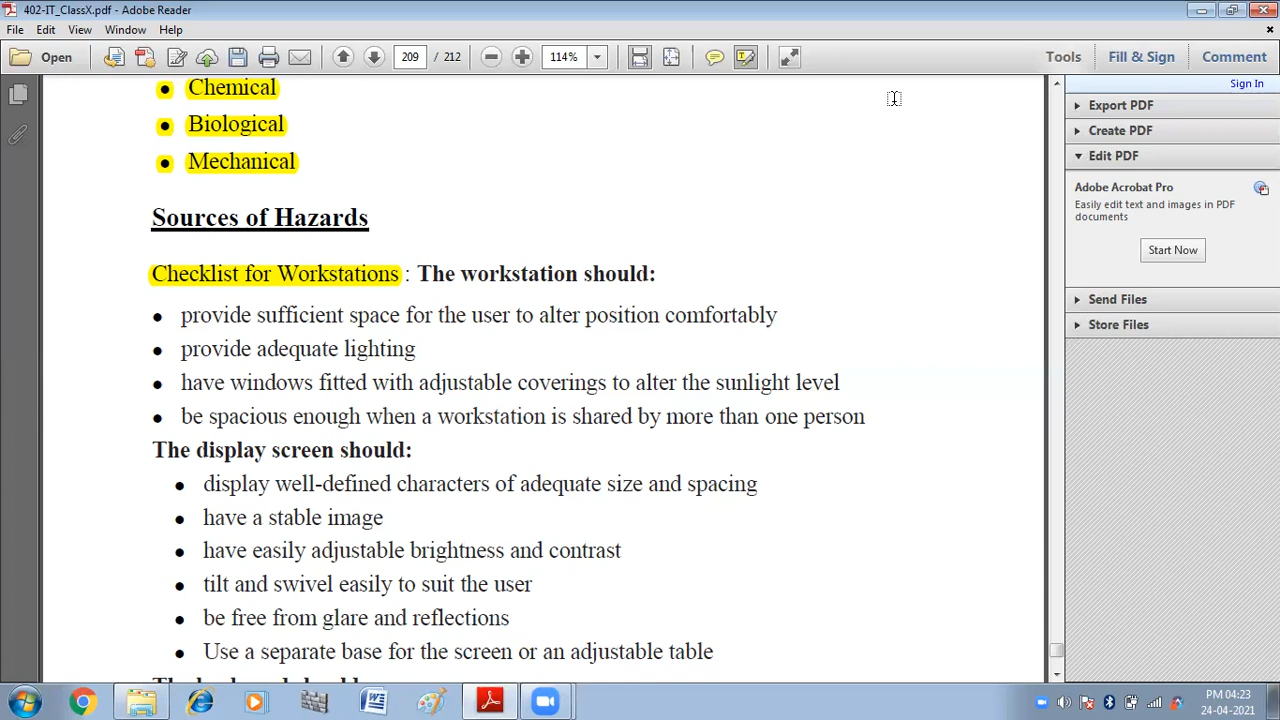 402-IT_ClassX.pdf - Adobe Reader
File Edit View Window Help
Open 209 / 212 114% Tools Fill & Sign Comment
Sign In
Export PDF
Create PDF
Edit PDF
Adobe Acrobat Pro
Easily edit text and images in PDF
documents
Start Now
Send Files
Store Files
• Chemical
• Biological
• Mechanical
Sources of Hazards
Checklist for Workstations : The workstation should:
• provide sufficient space for the user to alter position comfortably
• provide adequate lighting
• have windows fitted with adjustable coverings to alter the sunlight level
• be spacious enough when a workstation is shared by more than one person
The display screen should:
• display well-defined characters of adequate size and spacing
• have a stable image
• have easily adjustable brightness and contrast
• tilt and swivel easily to suit the user
• be free from glare and reflections
• Use a separate base for the screen or an adjustable table
PM 04:23
24-04-2021